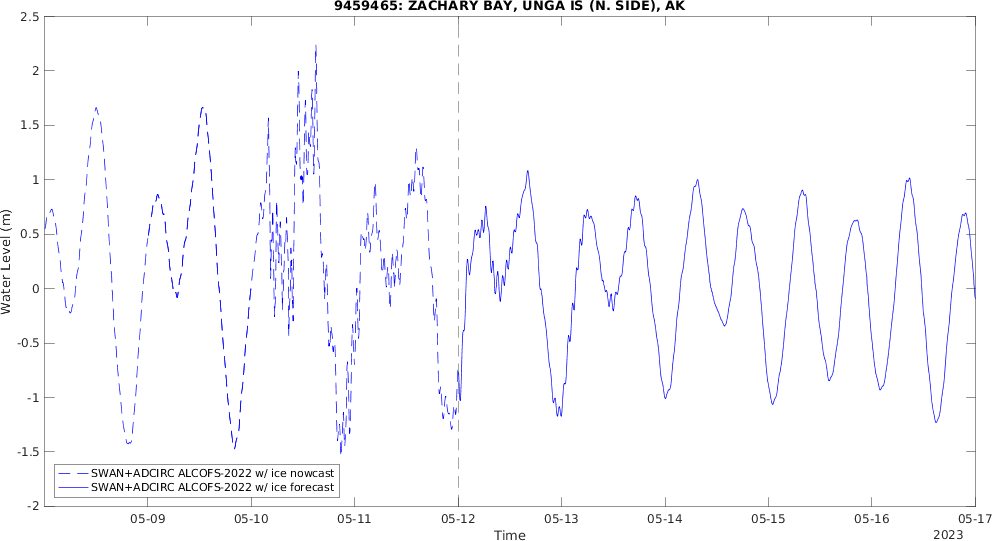 9459465: ZACHARY BAY, UNGA IS (N. SIDE), AK
2.5
2
1.5
1
0.5
0
-0.5
-1
-1.5
-2
Water Level (m)
SWAN+ADCIRC ALCOFS-2022 w/ ice nowcast
SWAN+ADCIRC ALCOFS-2022 w/ ice forecast
05-09 05-10 05-11 05-12 05-13 05-14 05-15 05-16 05-17
Time
2023